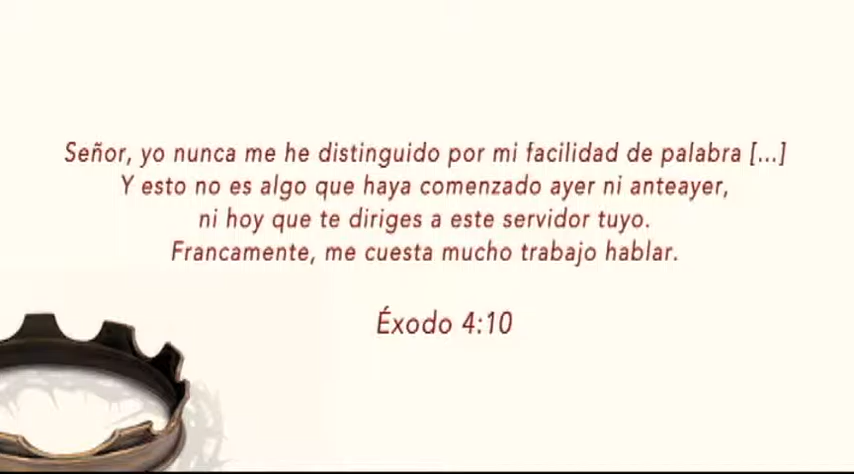 Señor, yo nunca me he distinguido por mi facilidad de palabra [...]
Y esto no es algo que haya comenzado ayer ni anteayer,
ni hoy que te diriges a este servidor tuyo.
Francamente, me cuesta mucho trabajo hablar.
Éxodo 4:10